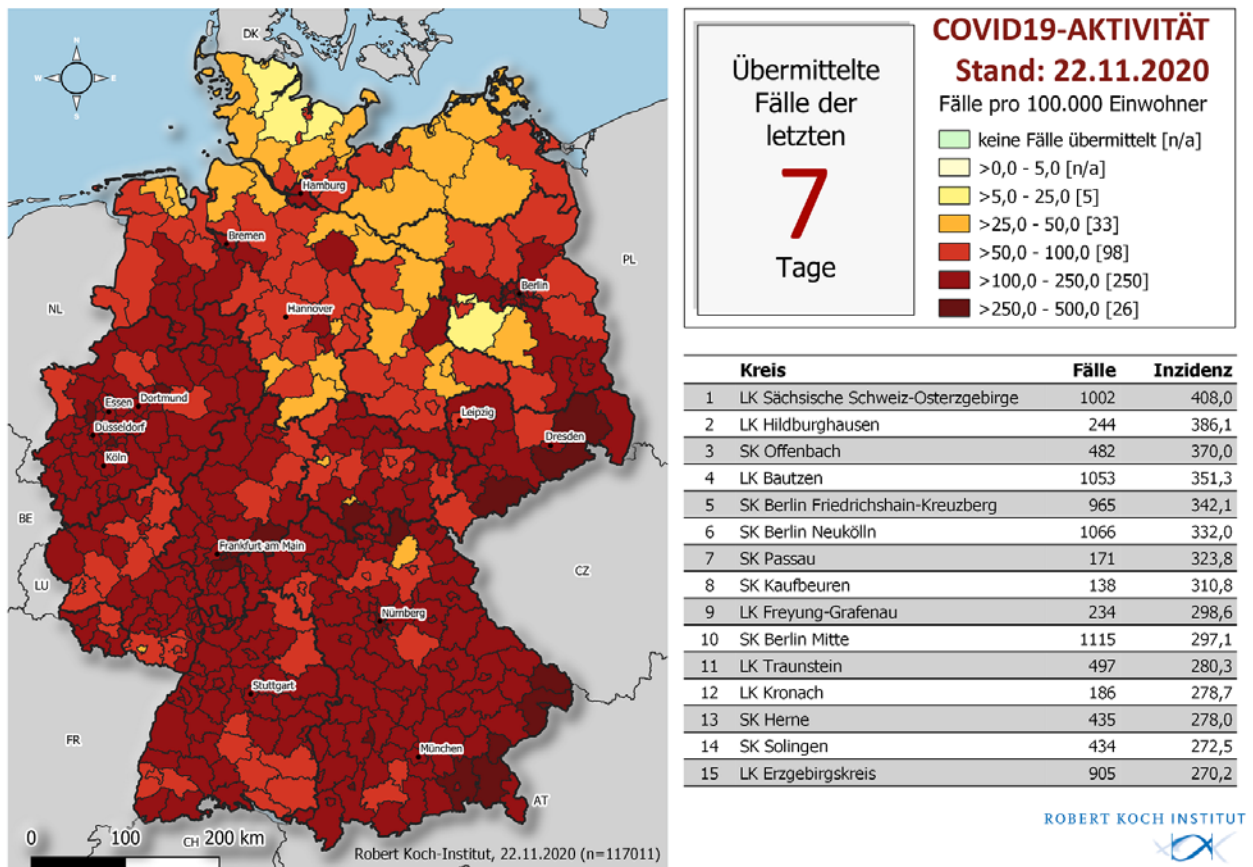 DK
N
W
E
S
Hamburg
Bremen
PL
Berlin
NL
Hannover
Essen
Dortmund
Düsseldorf
Leipzig
Dresden
Köln
BE
Frankfurt am Main
LU
CZ
Nürnberg
Stuttgart
FR
München
AT
CH
0 100 200 km
Robert Koch-Institut, 22.11.2020 (n=117011)
Übermittelte
Fälle der
letzten
7
Tage
COVID19-AKTIVITÄT
Stand: 22.11.2020
Fälle pro 100.000 Einwohner
keine Fälle übermittelt [n/a]
>0,0 - 5,0 [n/a]
>5,0 - 25,0 [5]
>25,0 - 50,0 [33]
>50,0 - 100,0 [98]
>100,0 - 250,0 [250]
>250,0 - 500,0 [26]
Kreis Fälle Inzidenz
1 LK Sächsische Schweiz-Osterzgebirge 1002 408,0
2 LK Hildburghausen 244 386,1
3 SK Offenbach 482 370,0
4 LK Bautzen 1053 351,3
5 SK Berlin Friedrichshain-Kreuzberg 965 342,1
6 SK Berlin Neukölln 1066 332,0
7 SK Passau 171 323,8
8 SK Kaufbeuren 138 310,8
9 LK Freyung-Grafenau 234 298,6
10 SK Berlin Mitte 1115 297,1
11 LK Traunstein 497 280,3
12 LK Kronach 186 278,7
13 SK Herne 435 278,0
14 SK Solingen 434 272,5
15 LK Erzgebirgskreis 905 270,2
ROBERT KOCH INSTITUT